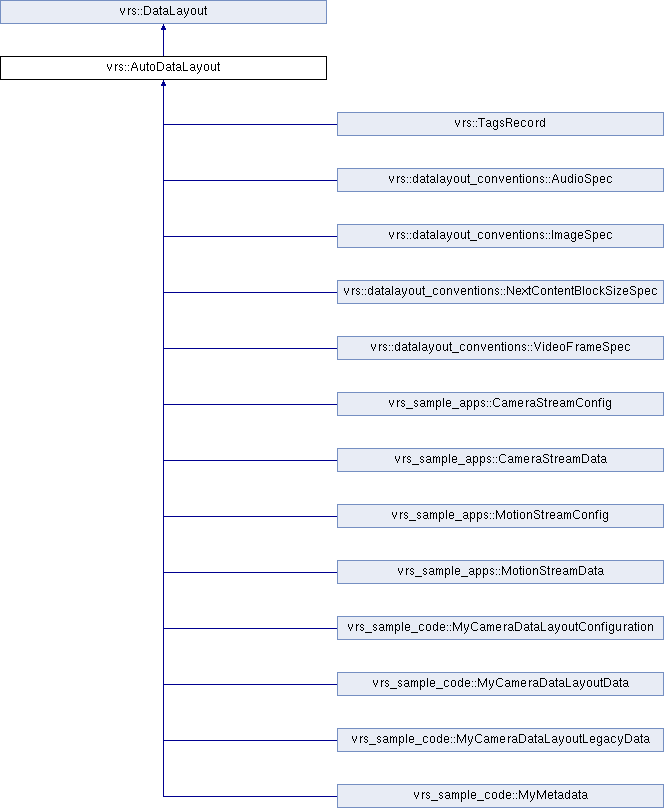 vrs::DataLayout
vrs::AutoDataLayout
vrs::TagsRecord
vrs::datalayout_conventions::AudioSpec
vrs::datalayout_conventions::ImageSpec
vrs::datalayout_conventions::NextContentBlockSizeSpec
vrs::datalayout_conventions::VideoFrameSpec
vrs_sample_apps::CameraStreamConfig
vrs_sample_apps::CameraStreamData
vrs_sample_apps::MotionStreamConfig
vrs_sample_apps::MotionStreamData
vrs_sample_code::MyCameraDataLayoutConfiguration
vrs_sample_code::MyCameraDataLayoutData
vrs_sample_code::MyCameraDataLayoutLegacyData
vrs_sample_code::MyMetadata